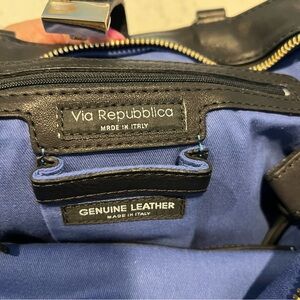 Via Repubblica
MADE IN ITALY
GENUINE LEATHER
MADE IN ITALY